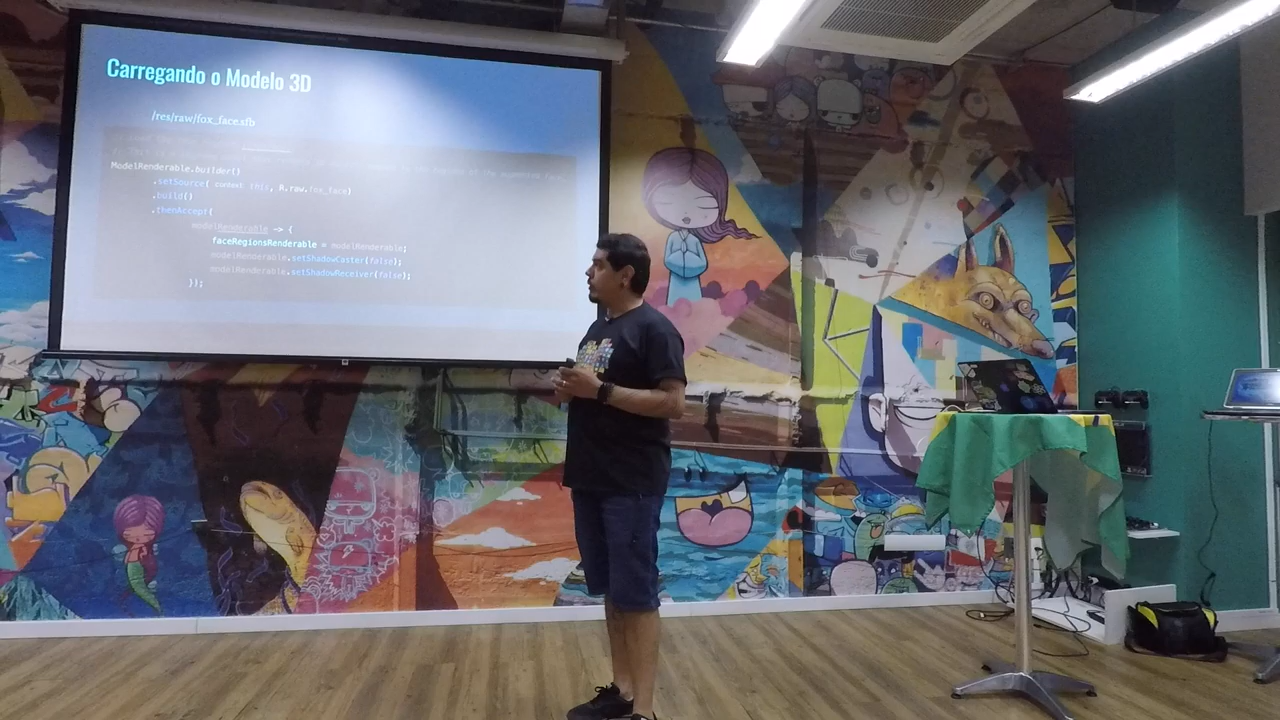 Carregando o Modelo 3D
/res/raw/fox_face.sfb
ModelRenderable.builder()
.setSource( context: this, R.raw.fox_face)
.build()
.thenAccept(
modelRenderable -> {
faceRegionsRenderable = modelRenderable;
modelRenderable.setShadowCaster(false);
modelRenderable.setShadowReceiver(false);
});